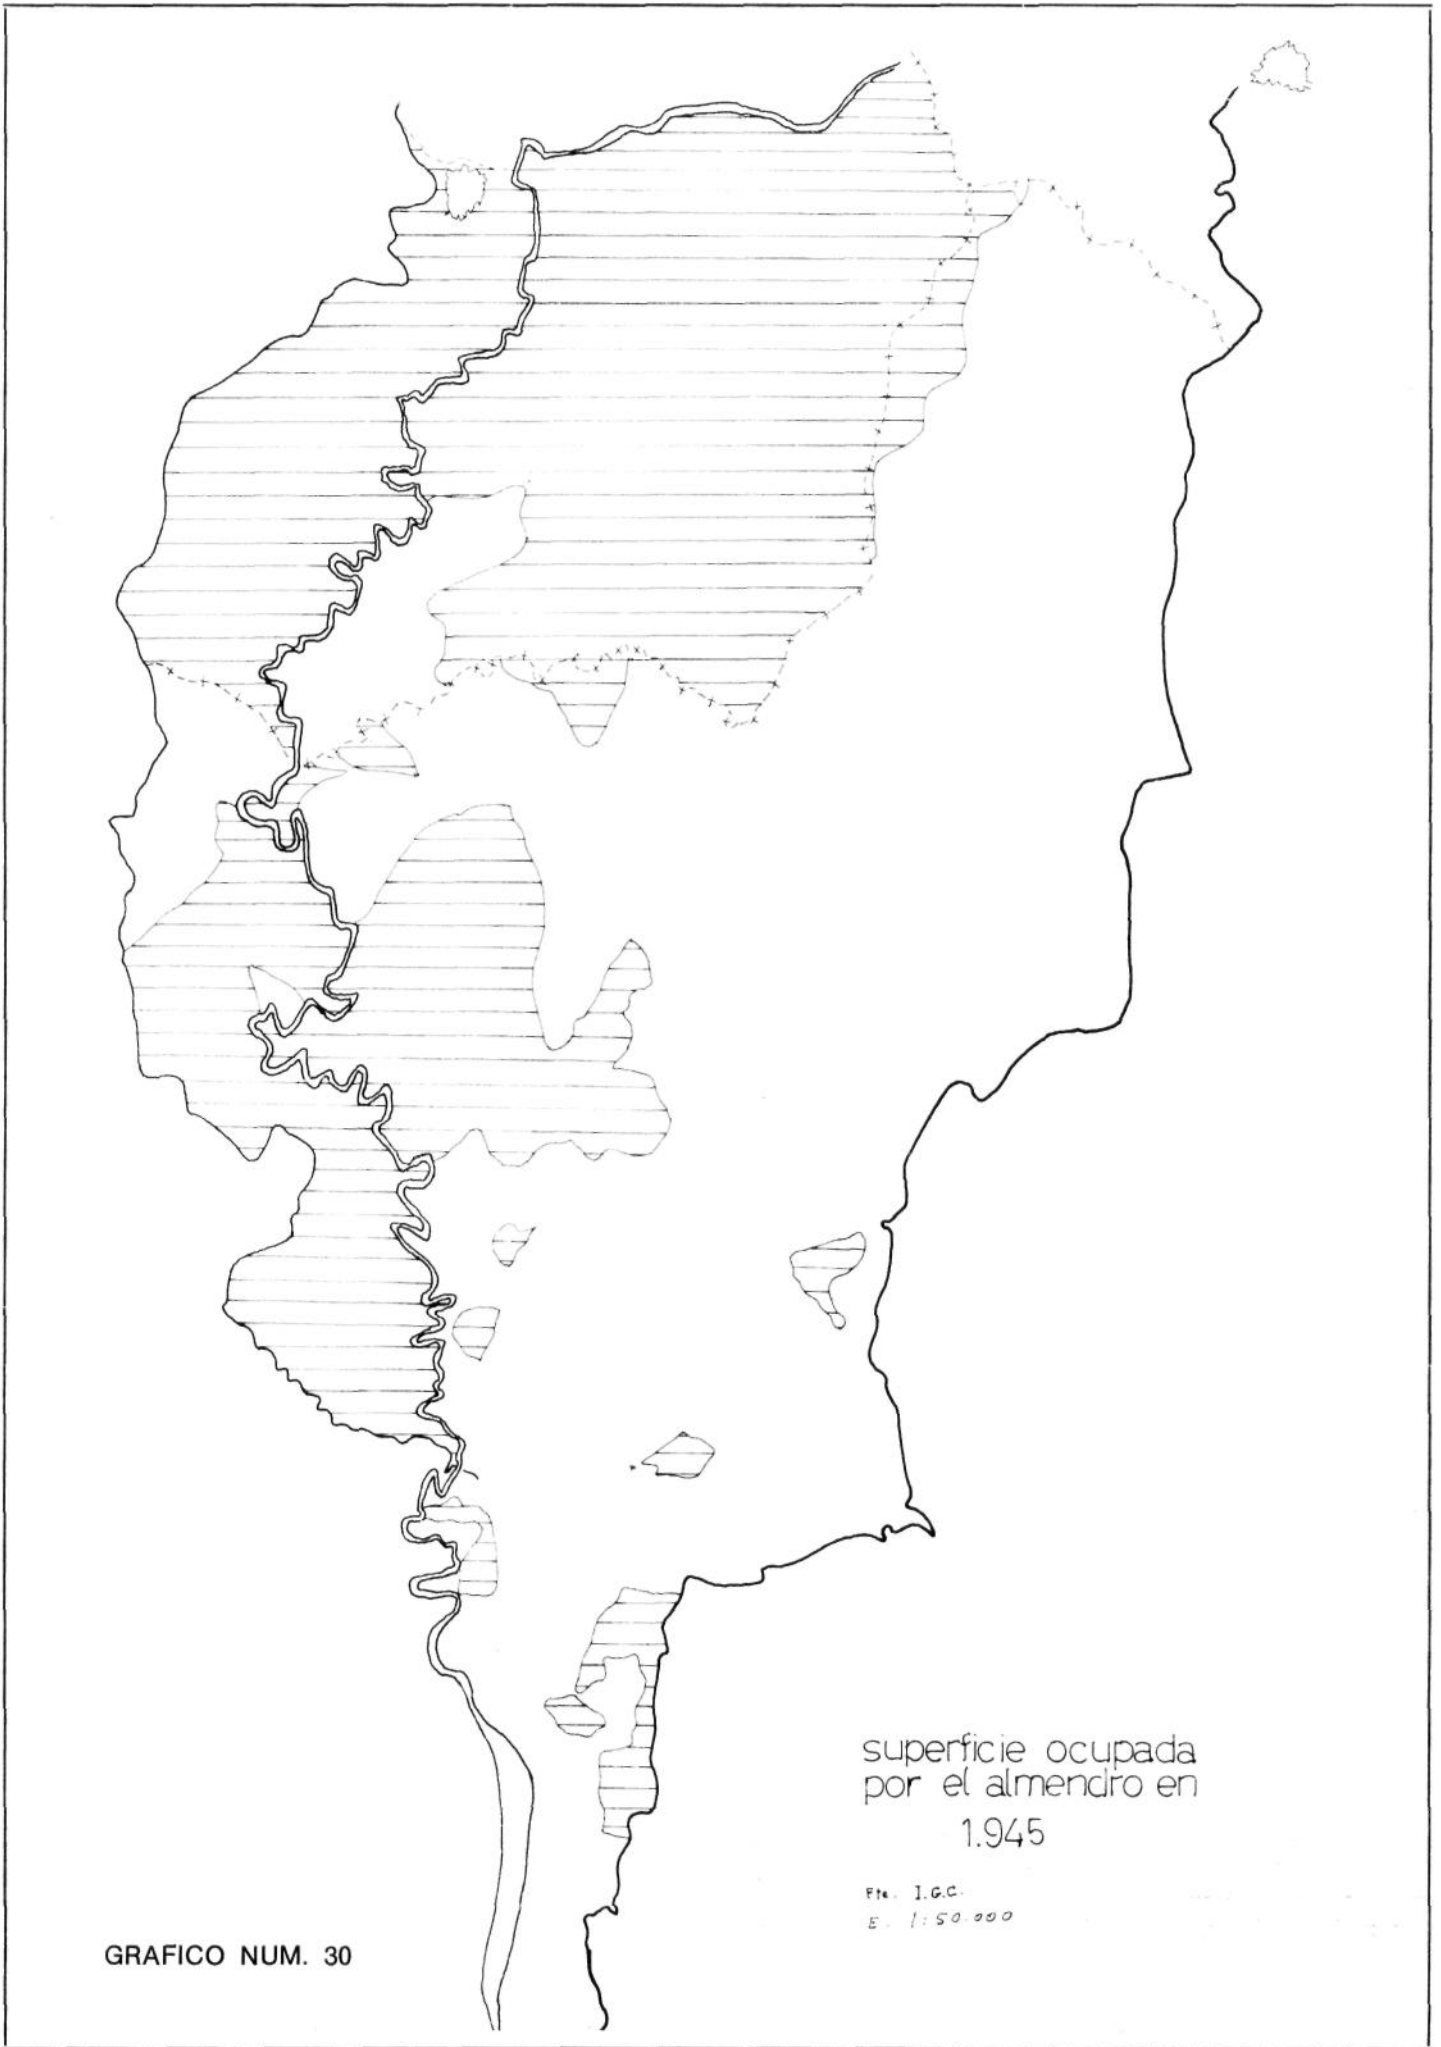 superficie ocupada
por el almendro en
1.945
Fte. I.G.C.
E. 1:50.000
GRAFICO NUM. 30